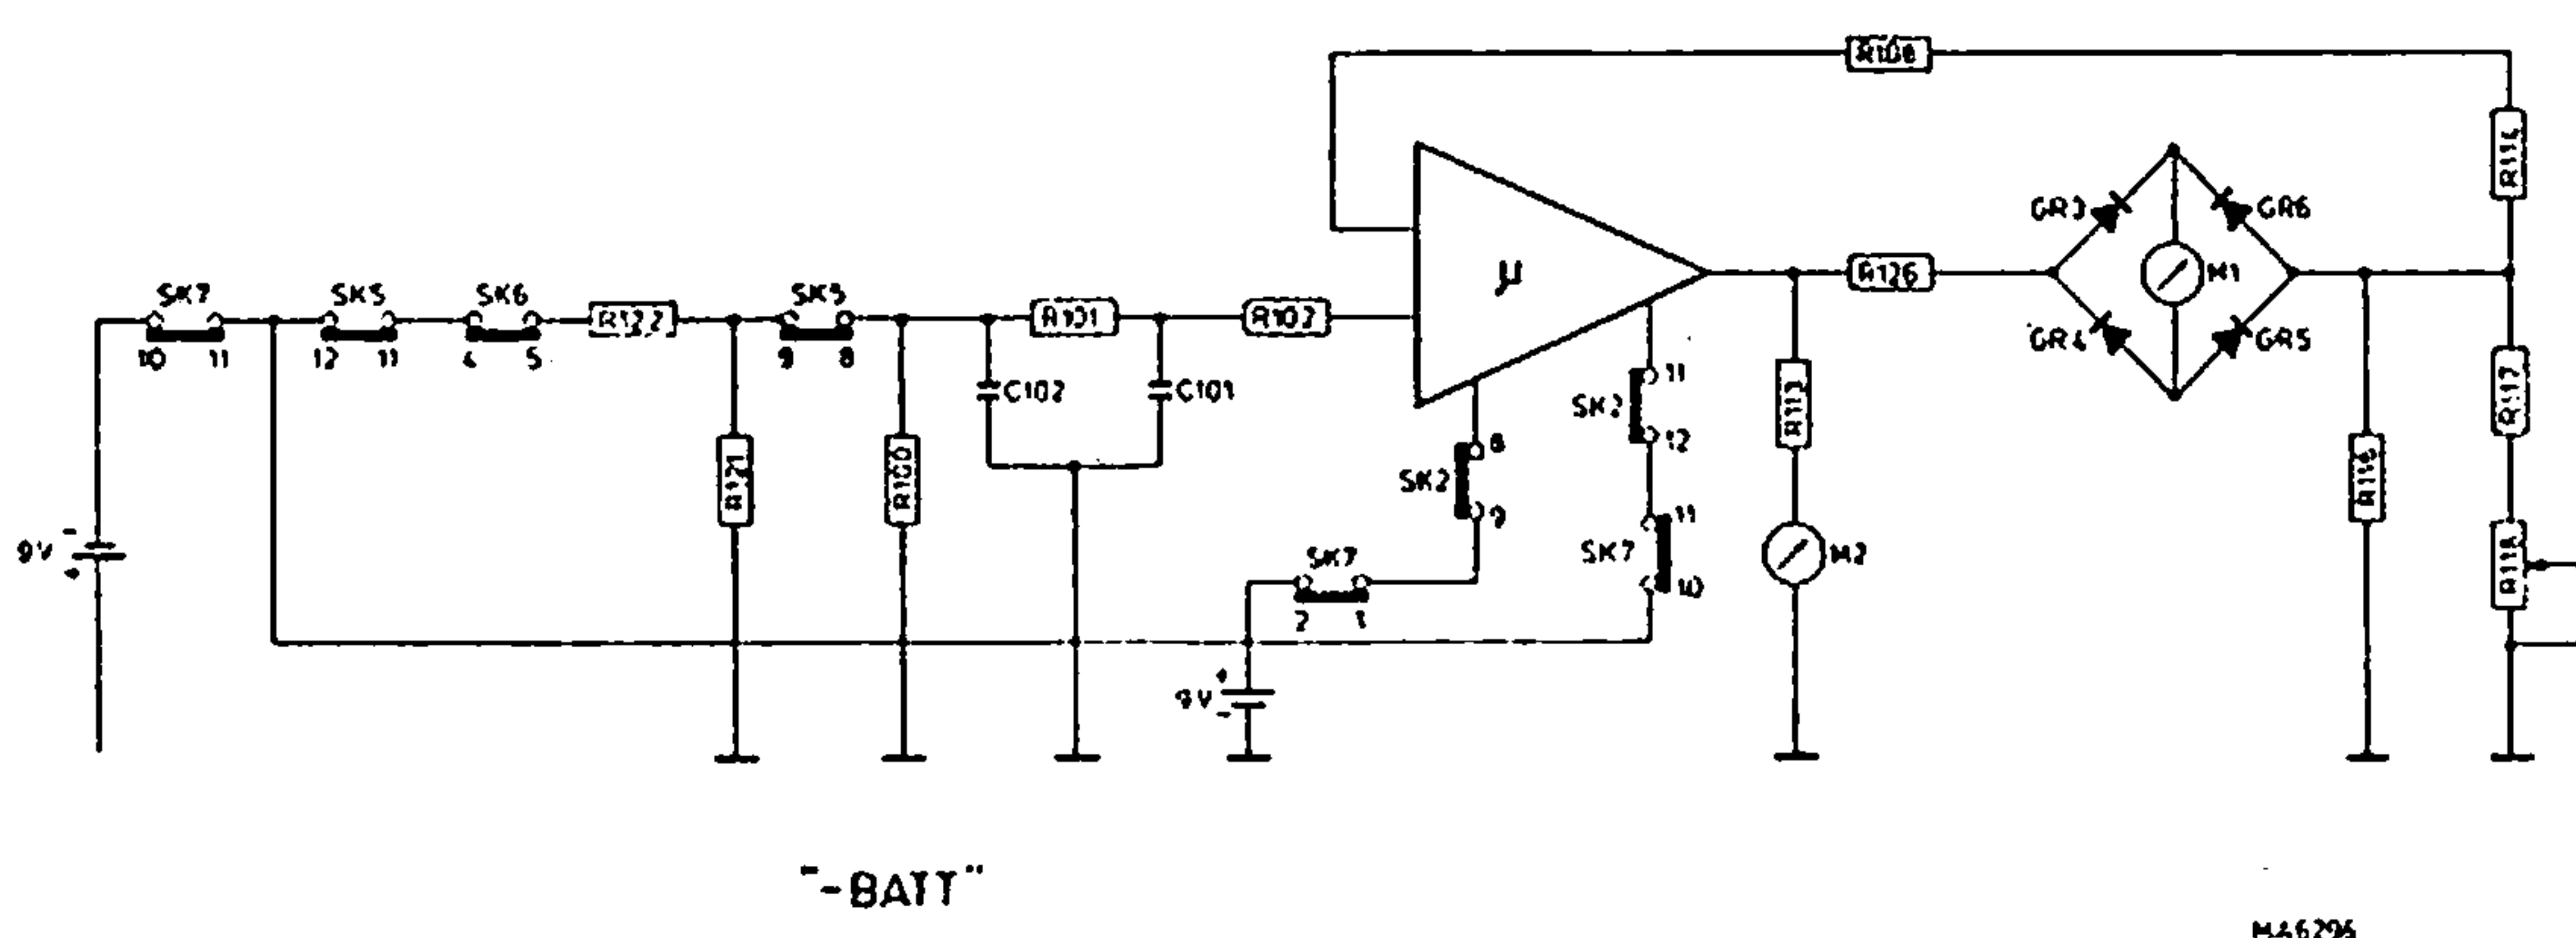 R108
R114
GR3
GR6
µ
M1
SK7
SK5
SK6
R122
SK5
R101
R102
R126
10
11
12
11
4
5
9
8
GR4
GR5
C102
C101
11
SK2
12
R113
R117
8
SK2
9
R121
R100
R116
9V
-
+
11
SK7
10
M2
SK7
2
1
+
9V
-
"-BATT"
MA6296